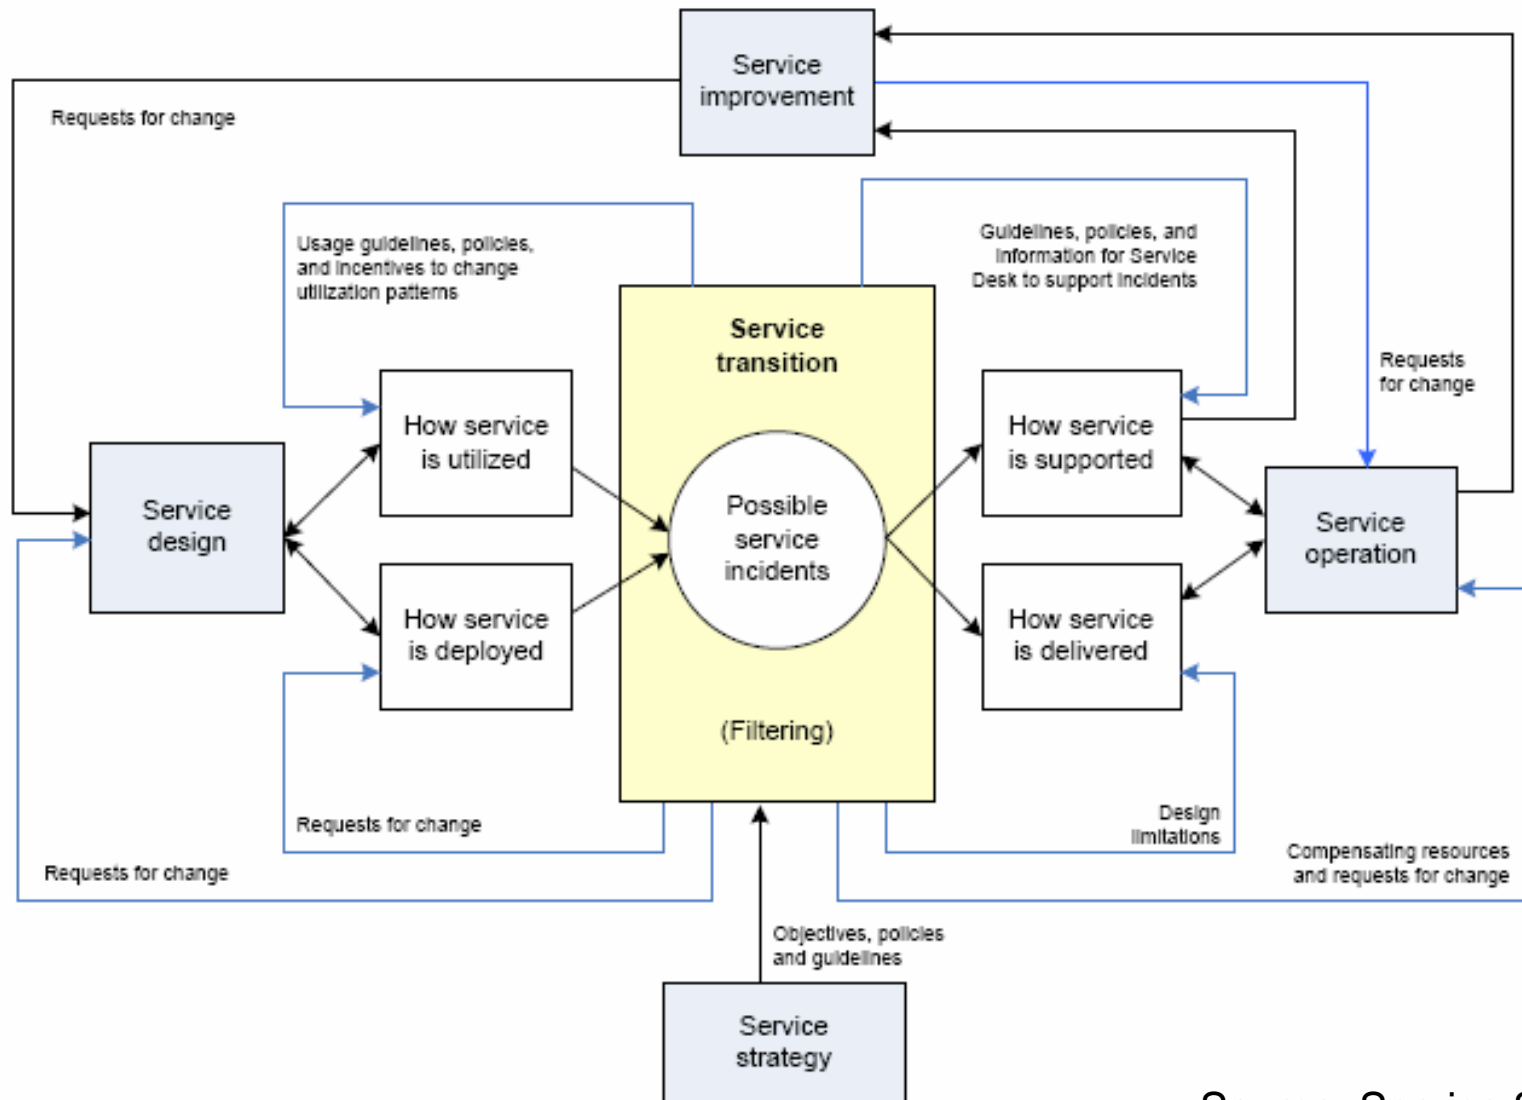 Service
improvement
Requests for change
Usage guidelines, policies,
and incentives to change
utilization patterns
Guidelines, policies, and
information for Service
Desk to support incidents
Service
transition
Requests
for change
How service
is utilized
How service
is supported
Service
design
Possible
service
incidents
Service
operation
How service
is deployed
How service
is delivered
(Filtering)
Requests for change
Design
limitations
Requests for change
Compensating resources
and requests for change
Objectives, policies
and guidelines
Service
strategy